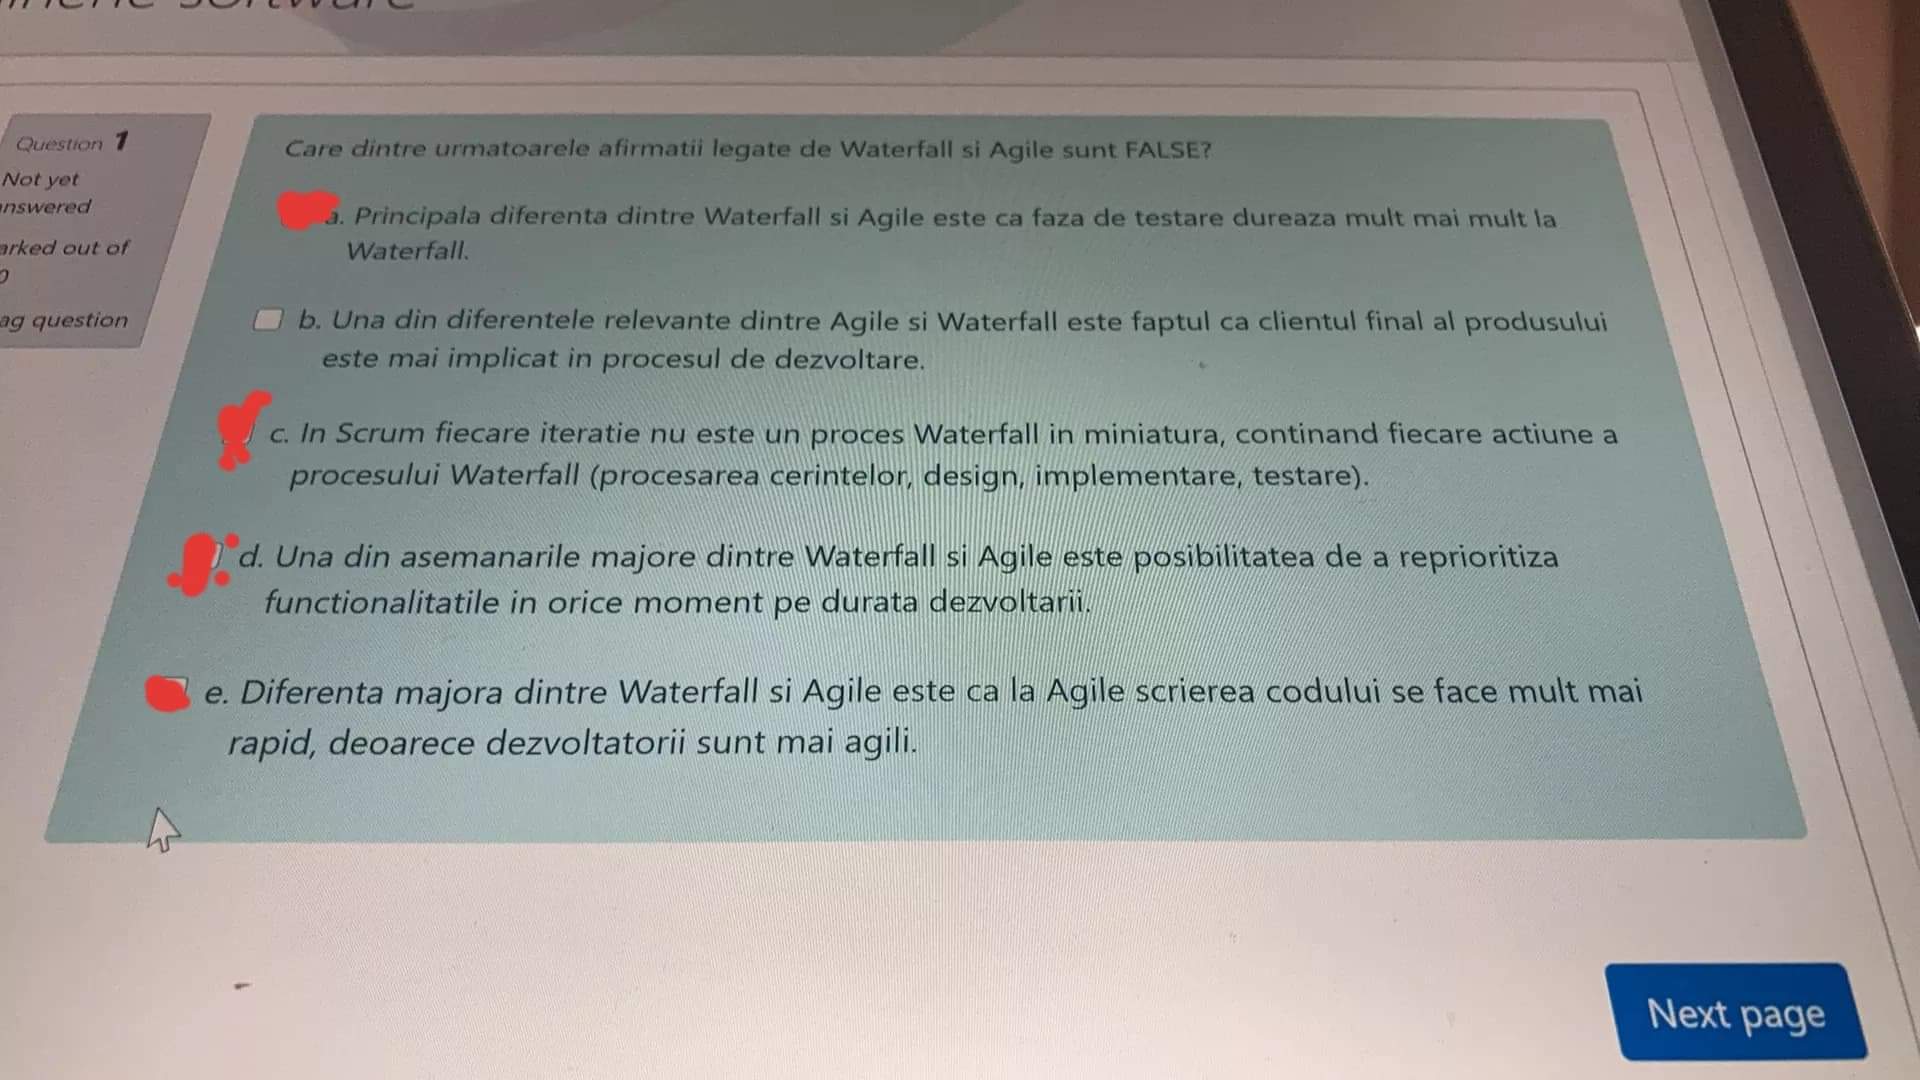 software
Question 1
Not yet
answered
arked out of
ag question
Care dintre urmatoarele afirmatii legate de Waterfall si Agile sunt FALSE?
a. Principala diferenta dintre Waterfall si Agile este ca faza de testare dureaza mult mai mult la
Waterfall.
b. Una din diferentele relevante dintre Agile si Waterfall este faptul ca clientul final al produsului
este mai implicat in procesul de dezvoltare.
c. In Scrum fiecare iteratie nu este un proces Waterfall in miniatura, continand fiecare actiune a
procesului Waterfall (procesarea cerintelor, design, implementare, testare).
d. Una din asemanarile majore dintre Waterfall si Agile este posibilitatea de a reprioritiza
functionalitatile in orice moment pe durata dezvoltarii.
e. Diferenta majora dintre Waterfall si Agile este ca la Agile scrierea codului se face mult mai
rapid, deoarece dezvoltatorii sunt mai agili.
Next page